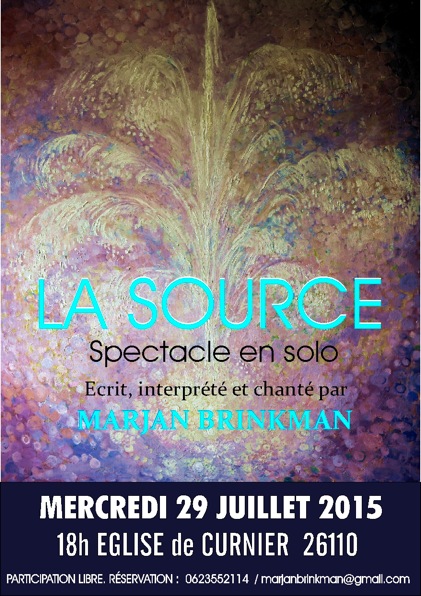 LA SOURCE
Spectacle en solo
Ecrit, interprété et chanté par
MARJAN BRINKMAN
MERCREDI 29 JUILLET 2015
18h EGLISE de CURNIER 26110
PARTICIPATION LIBRE. RÉSERVATION : 0623552114 / marjanbrinkman@gmail.com